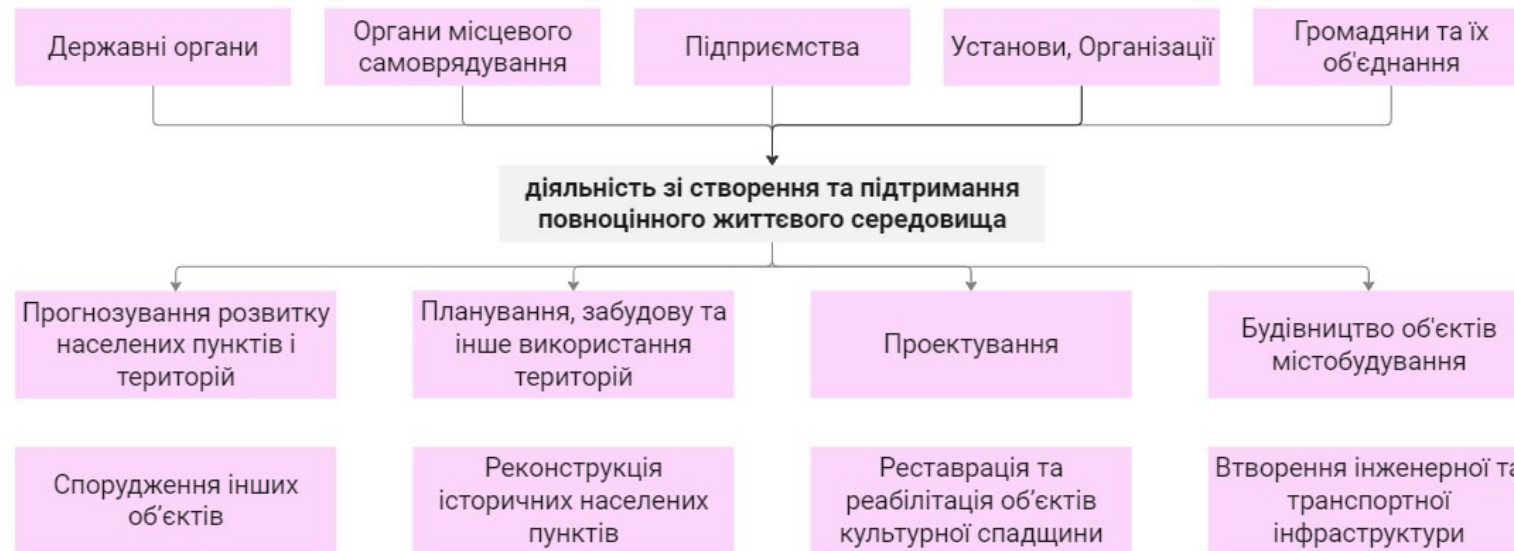 Державні органи
Органи місцевого
самоврядування
Підприємства
Установи, Організації
Громадяни та їх
об'єднання
діяльність зі створення та підтримання
повноцінного життєвого середовища
Прогнозування розвитку
населених пунктів і
територій
Планування, забудову та
інше використання
територій
Проектування
Будівництво об'єктів
містобудування
Спорудження інших
об’єктів
Реконструкція
історичних населених
пунктів
Реставрація та
реабілітація об’єктів
культурної спадщини
Втворення інженерної та
транспортної
інфраструктури